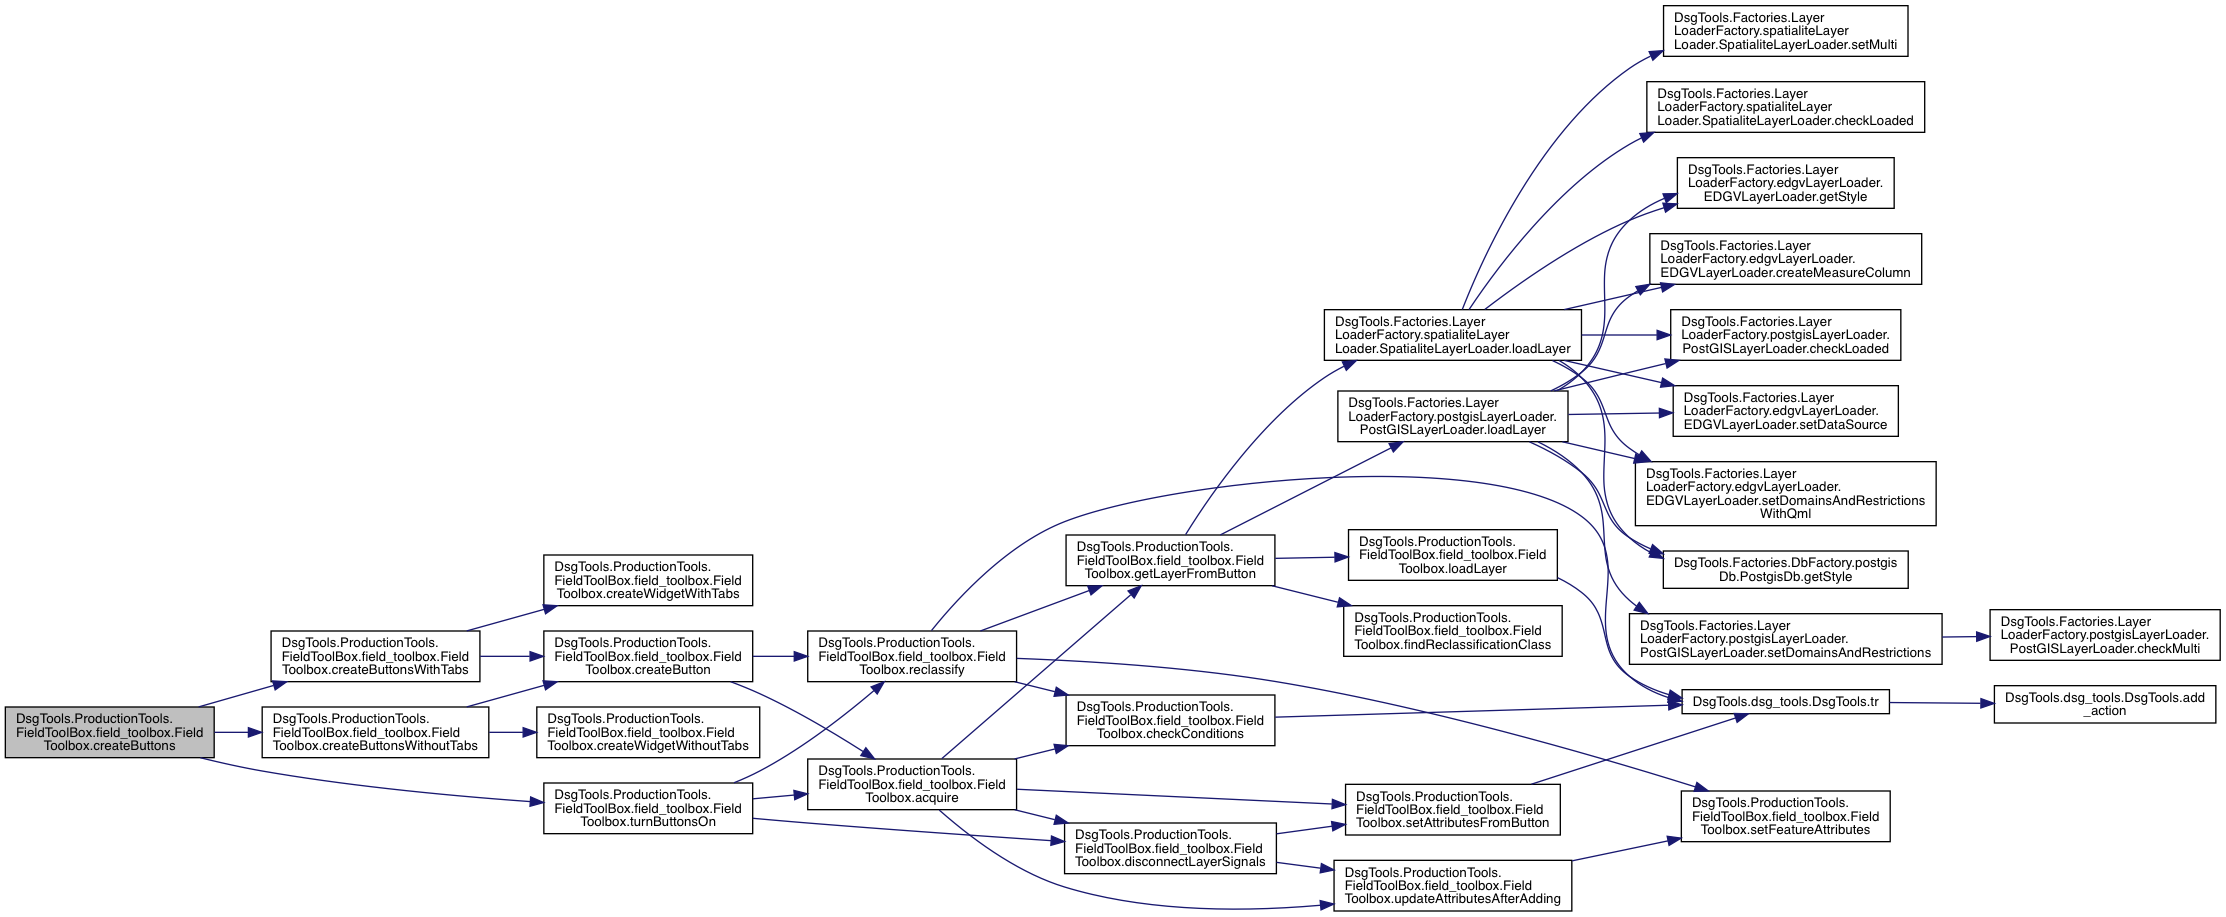 DsgTools.Factories.Layer
LoaderFactory.spatialiteLayer
Loader.SpatialiteLayerLoader.setMulti
DsgTools.Factories.Layer
LoaderFactory.spatialiteLayer
Loader.SpatialiteLayerLoader.checkLoaded
DsgTools.Factories.Layer
LoaderFactory.edgvLayerLoader.
EDGVLayerLoader.getStyle
DsgTools.Factories.Layer
LoaderFactory.edgvLayerLoader.
EDGVLayerLoader.createMeasureColumn
DsgTools.Factories.Layer
LoaderFactory.spatialiteLayer
Loader.SpatialiteLayerLoader.loadLayer
DsgTools.Factories.Layer
LoaderFactory.postgisLayerLoader.
PostGISLayerLoader.checkLoaded
DsgTools.Factories.Layer
LoaderFactory.postgisLayerLoader.
PostGISLayerLoader.loadLayer
DsgTools.Factories.Layer
LoaderFactory.edgvLayerLoader.
EDGVLayerLoader.setDataSource
DsgTools.Factories.Layer
LoaderFactory.edgvLayerLoader.
EDGVLayerLoader.setDomainsAndRestrictions
WithQml
DsgTools.ProductionTools.
FieldToolBox.field_toolbox.Field
Toolbox.getLayerFromButton
DsgTools.ProductionTools.
FieldToolBox.field_toolbox.Field
Toolbox.loadLayer
DsgTools.Factories.DbFactory.postgis
Db.PostgisDb.getStyle
DsgTools.ProductionTools.
FieldToolBox.field_toolbox.Field
Toolbox.createWidgetWithTabs
DsgTools.ProductionTools.
FieldToolBox.field_toolbox.Field
Toolbox.findReclassificationClass
DsgTools.Factories.Layer
LoaderFactory.postgisLayerLoader.
PostGISLayerLoader.setDomainsAndRestrictions
DsgTools.Factories.Layer
LoaderFactory.postgisLayerLoader.
PostGISLayerLoader.checkMulti
DsgTools.ProductionTools.
FieldToolBox.field_toolbox.Field
Toolbox.createButtonsWithTabs
DsgTools.ProductionTools.
FieldToolBox.field_toolbox.Field
Toolbox.createButton
DsgTools.ProductionTools.
FieldToolBox.field_toolbox.Field
Toolbox.reclassify
DsgTools.ProductionTools.
FieldToolBox.field_toolbox.Field
Toolbox.checkConditions
DsgTools.dsg_tools.DsgTools.tr
DsgTools.dsg_tools.DsgTools.add
_action
DsgTools.ProductionTools.
FieldToolBox.field_toolbox.Field
Toolbox.createButtons
DsgTools.ProductionTools.
FieldToolBox.field_toolbox.Field
Toolbox.createButtonsWithoutTabs
DsgTools.ProductionTools.
FieldToolBox.field_toolbox.Field
Toolbox.createWidgetWithoutTabs
DsgTools.ProductionTools.
FieldToolBox.field_toolbox.Field
Toolbox.turnButtonsOn
DsgTools.ProductionTools.
FieldToolBox.field_toolbox.Field
Toolbox.acquire
DsgTools.ProductionTools.
FieldToolBox.field_toolbox.Field
Toolbox.setAttributesFromButton
DsgTools.ProductionTools.
FieldToolBox.field_toolbox.Field
Toolbox.setFeatureAttributes
DsgTools.ProductionTools.
FieldToolBox.field_toolbox.Field
Toolbox.disconnectLayerSignals
DsgTools.ProductionTools.
FieldToolBox.field_toolbox.Field
Toolbox.updateAttributesAfterAdding